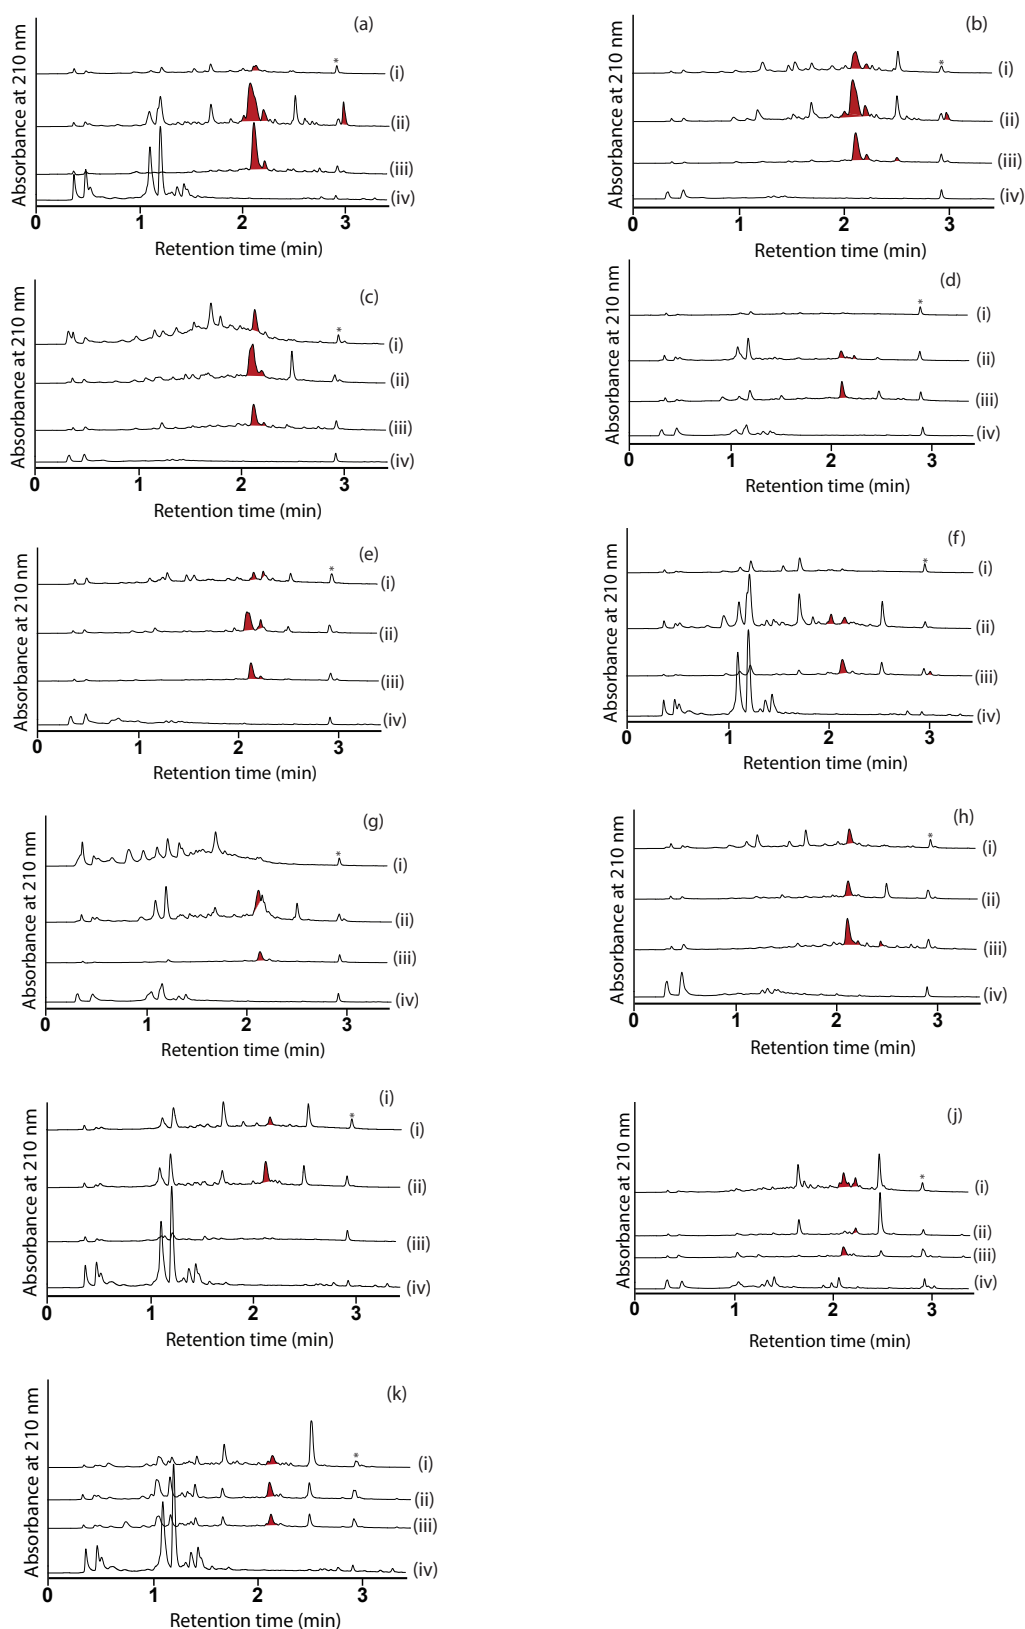 (a)
Absorbance at 210 nm
*
(i)
(ii)
(iii)
(iv)
0 1 2 3
Retention time (min)
(b)
Absorbance at 210 nm
*
(i)
(ii)
(iii)
(iv)
0 1 2 3
Retention time (min)
(c)
Absorbance at 210 nm
*
(i)
(ii)
(iii)
(iv)
0 1 2 3
Retention time (min)
(d)
Absorbance at 210 nm
*
(i)
(ii)
(iii)
(iv)
0 1 2 3
Retention time (min)
(e)
Absorbance at 210 nm
*
(i)
(ii)
(iii)
(iv)
0 1 2 3
Retention time (min)
(f)
Absorbance at 210 nm
*
(i)
(ii)
(iii)
(iv)
0 1 2 3
Retention time (min)
(g)
Absorbance at 210 nm
*
(i)
(ii)
(iii)
(iv)
0 1 2 3
Retention time (min)
(h)
Absorbance at 210 nm
*
(i)
(ii)
(iii)
(iv)
0 1 2 3
Retention time (min)
(i)
Absorbance at 210 nm
*
(i)
(ii)
(iii)
(iv)
0 1 2 3
Retention time (min)
(j)
Absorbance at 210 nm
*
(i)
(ii)
(iii)
(iv)
0 1 2 3
Retention time (min)
(k)
Absorbance at 210 nm
*
(i)
(ii)
(iii)
(iv)
0 1 2 3
Retention time (min)